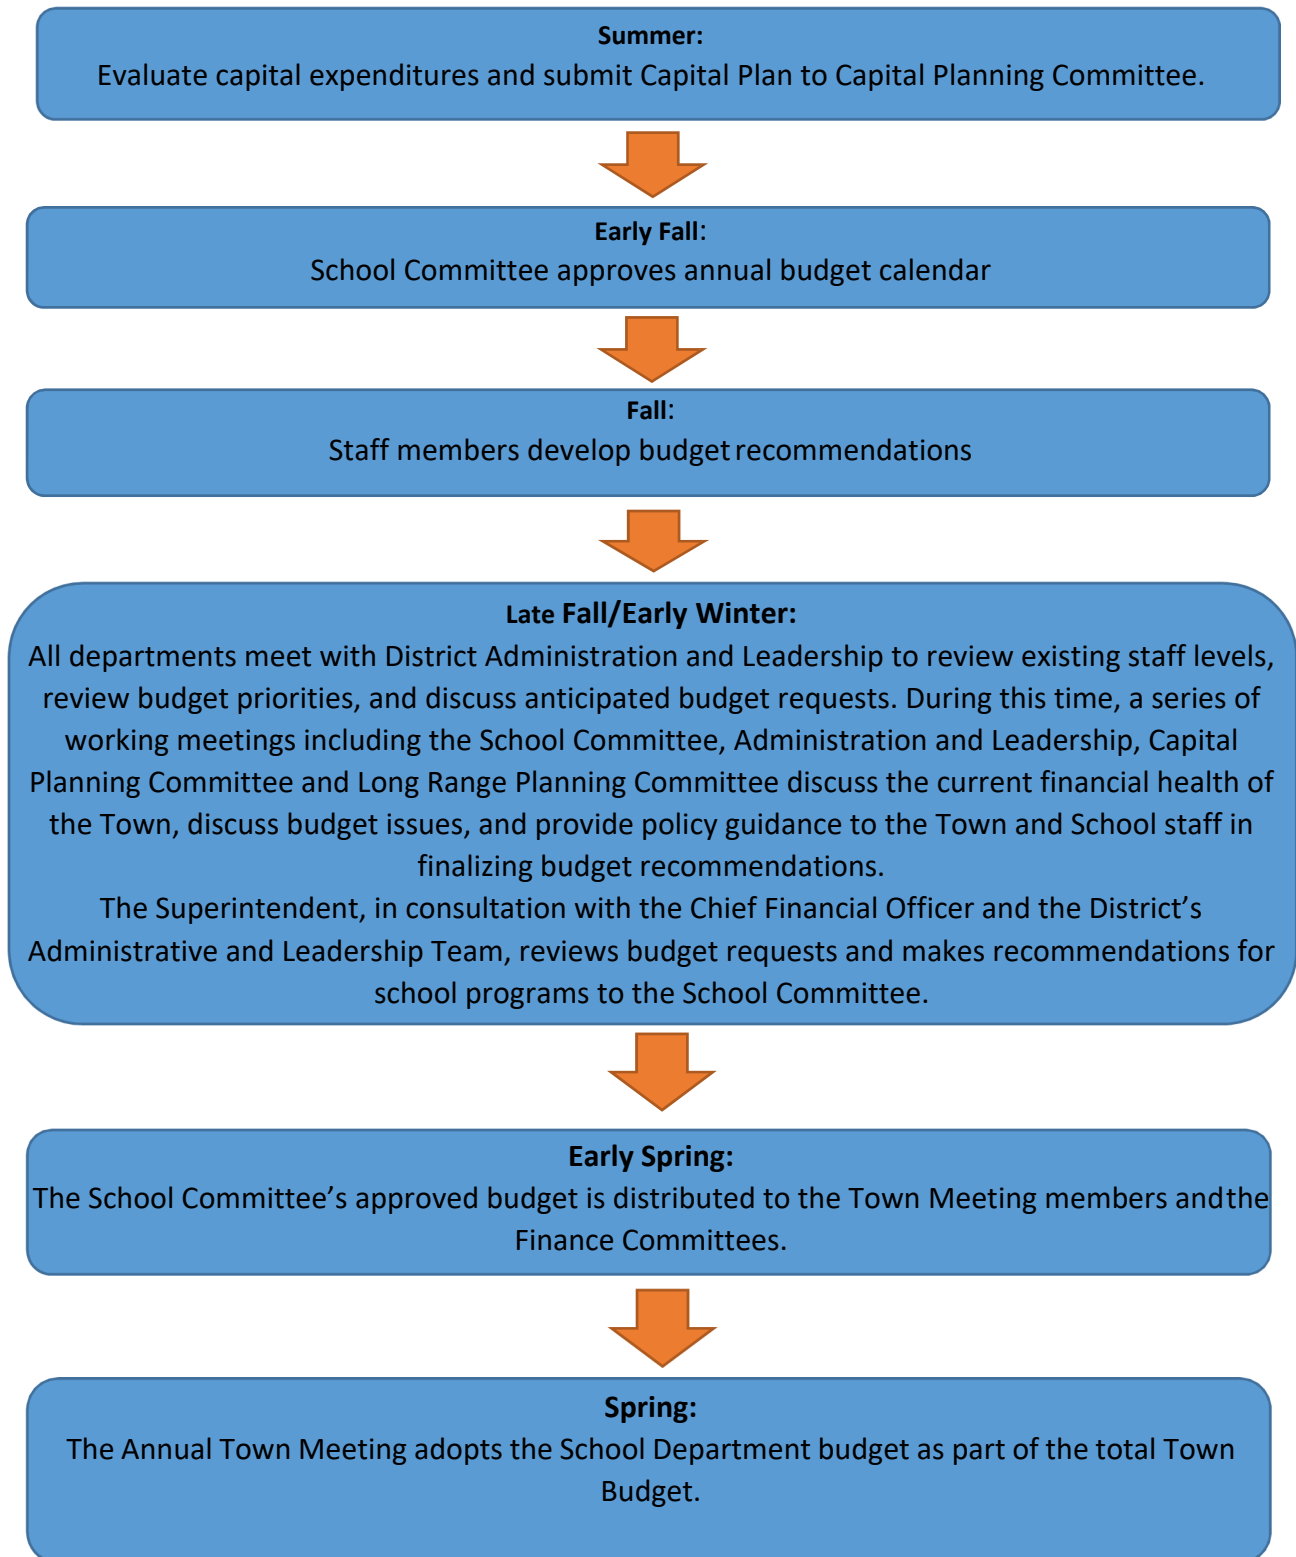 Summer:
Evaluate capital expenditures and submit Capital Plan to Capital Planning Committee.
Early Fall:
School Committee approves annual budget calendar
Fall:
Staff members develop budget recommendations
Late Fall/Early Winter:
All departments meet with District Administration and Leadership to review existing staff levels,
review budget priorities, and discuss anticipated budget requests. During this time, a series of
working meetings including the School Committee, Administration and Leadership, Capital
Planning Committee and Long Range Planning Committee discuss the current financial health of
the Town, discuss budget issues, and provide policy guidance to the Town and School staff in
finalizing budget recommendations.
The Superintendent, in consultation with the Chief Financial Officer and the District’s
Administrative and Leadership Team, reviews budget requests and makes recommendations for
school programs to the School Committee.
Early Spring:
The School Committee’s approved budget is distributed to the Town Meeting members andthe
Finance Committees.
Spring:
The Annual Town Meeting adopts the School Department budget as part of the total Town
Budget.